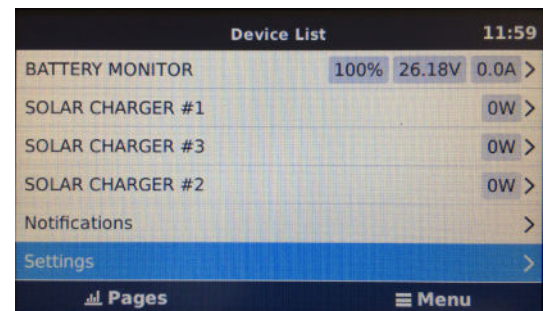 Device List 11:59
BATTERY MONITOR 100% 26.18V 0.0A >
SOLAR CHARGER #1 0W >
SOLAR CHARGER #3 0W >
SOLAR CHARGER #2 0W >
Notifications >
Settings >
Pages Menu